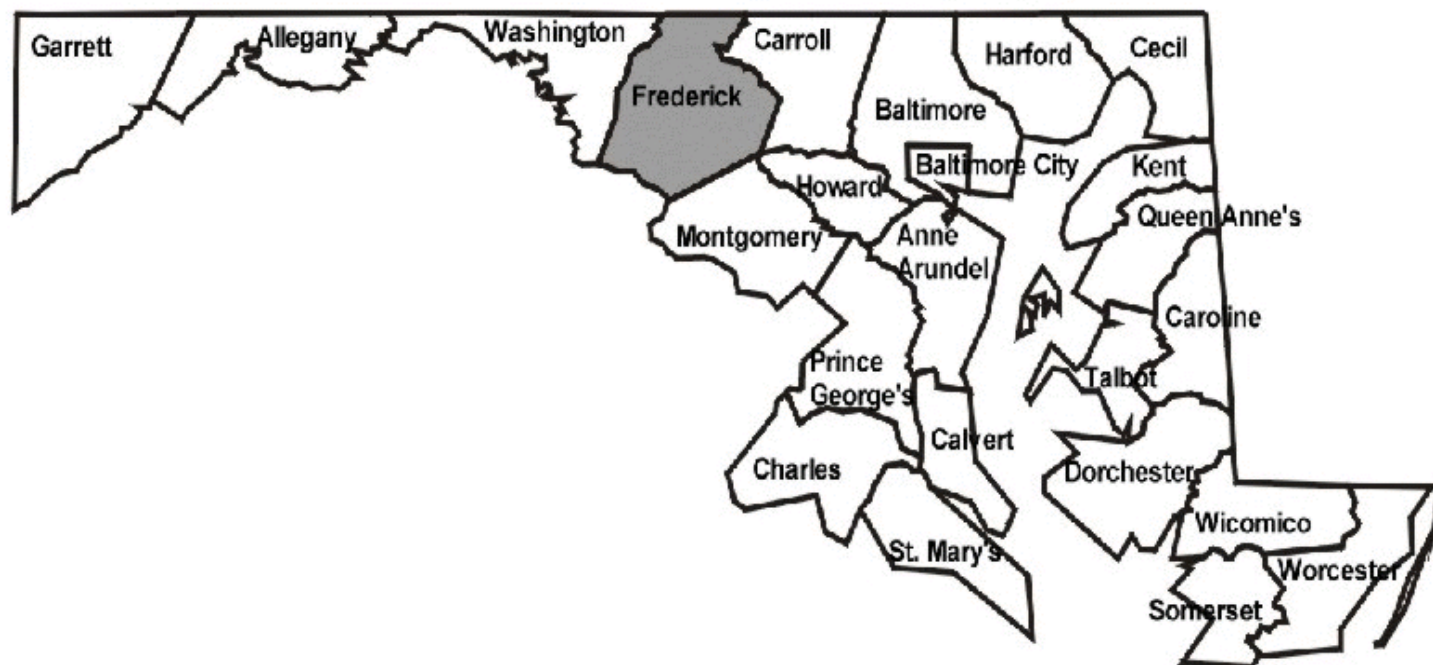 Garrett
Allegany
Washington
Frederick
Carroll
Baltimore
Harford
Cecil
Baltimore City
Kent
Howard
Queen Anne's
Montgomery
Anne
Arundel
Caroline
Prince
George's
Talbot
Calvert
Charles
Dorchester
St. Mary's
Wicomico
Worcester
Somerset